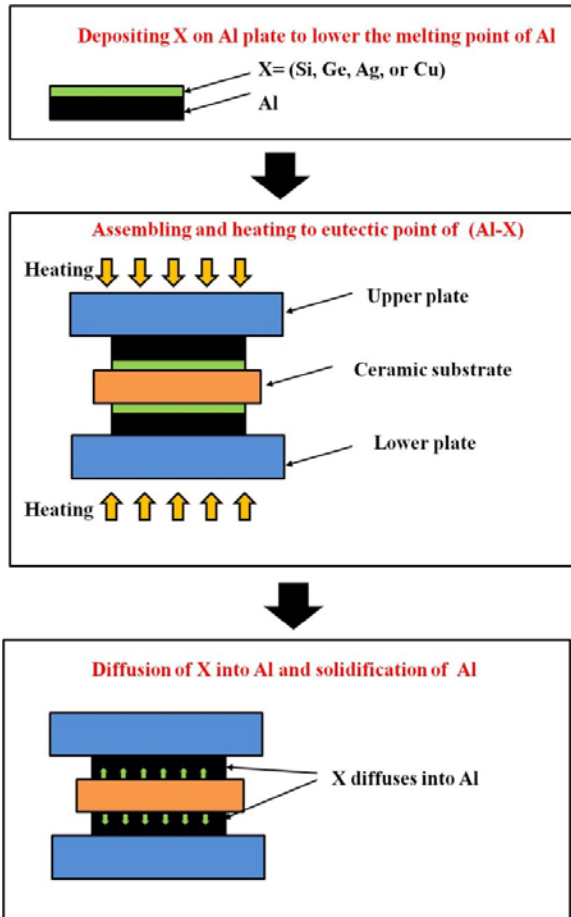 Depositing X on Al plate to lower the melting point of Al
X= (Si, Ge, Ag, or Cu)
Al
Assembling and heating to eutectic point of (Al-X)
Heating
Upper plate
Ceramic substrate
Lower plate
Heating
Diffusion of X into Al and solidification of Al
X diffuses into Al